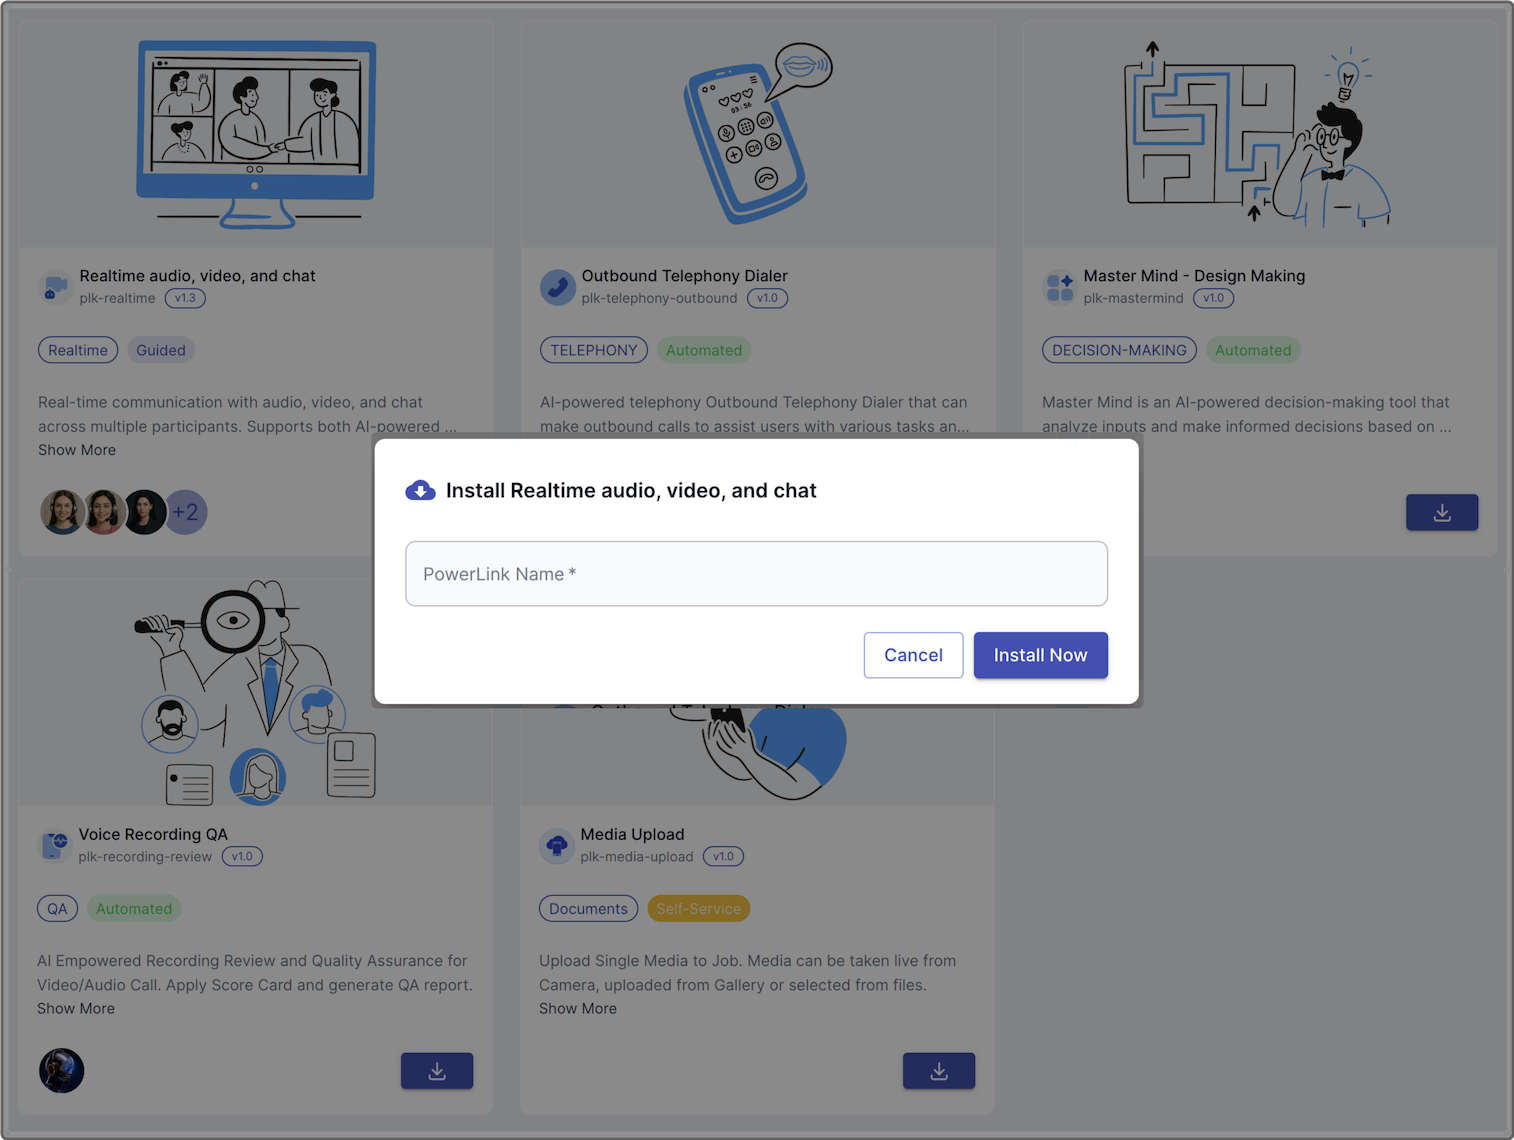 03:56
Realtime audio, video, and chat
plk-realtime v1.3
Realtime Guided
Real-time communication with audio, video, and chat
across multiple participants. Supports both AI-powered ...
Show More
+2
Outbound Telephony Dialer
plk-telephony-outbound v1.0
TELEPHONY Automated
AI-powered telephony Outbound Telephony Dialer that can
make outbound calls to assist users with various tasks an...
Master Mind - Design Making
plk-mastermind v1.0
DECISION-MAKING Automated
Master Mind is an AI-powered decision-making tool that
analyze inputs and make informed decisions based on ...
Install Realtime audio, video, and chat
PowerLink Name *
Cancel Install Now
Voice Recording QA
plk-recording-review v1.0
QA Automated
AI Empowered Recording Review and Quality Assurance for
Video/Audio Call. Apply Score Card and generate QA report.
Show More
Media Upload
plk-media-upload v1.0
Documents Self-Service
Upload Single Media to Job. Media can be taken live from
Camera, uploaded from Gallery or selected from files.
Show More